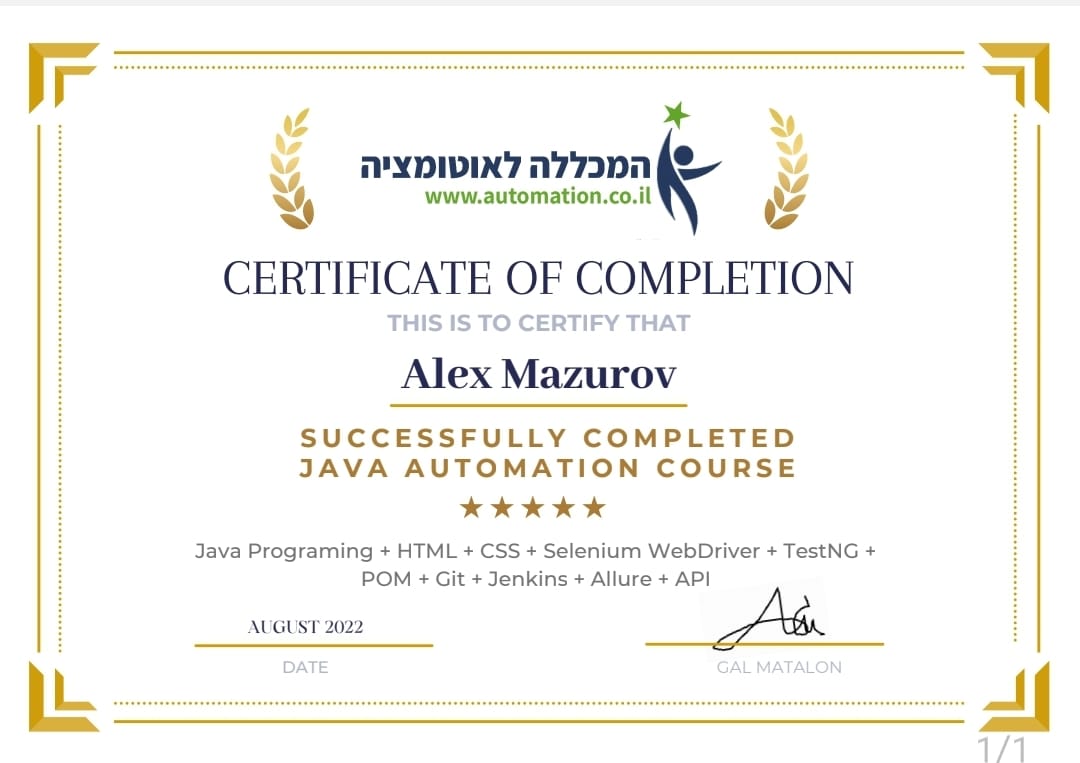 המכללה לאוטומציה
www.automation.co.il
CERTIFICATE OF COMPLETION
THIS IS TO CERTIFY THAT
Alex Mazurov
SUCCESSFULLY COMPLETED
JAVA AUTOMATION COURSE
Java Programing + HTML + CSS + Selenium WebDriver + TestNG +
POM + Git + Jenkins + Allure + API
AUGUST 2022
DATE
GAL MATALON
1/1